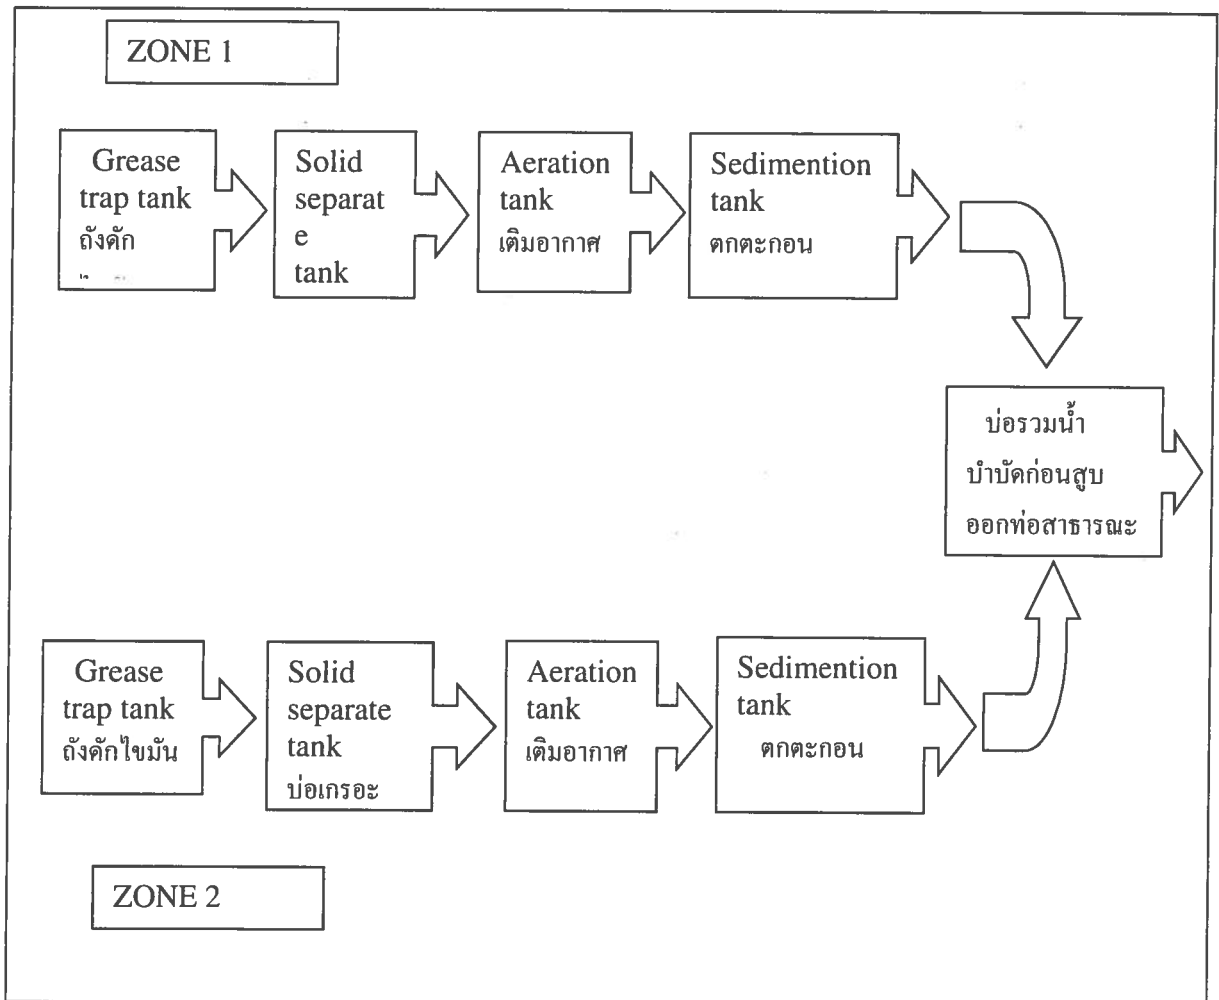 ZONE 1
Grease
trap tank
ถังดัก
Solid
separat
e
tank
Aeration
tank
เติมอากาศ
Sedimention
tank
ตกตะกอน
บ่อรวมน้ำ
บำบัดก่อนสูบ
ออกท่อสาธารณะ
Grease
trap tank
ถังดักไขมัน
Solid
separate
tank
บ่อเกรอะ
Aeration
tank
เติมอากาศ
Sedimention
tank
ตกตะกอน
ZONE 2